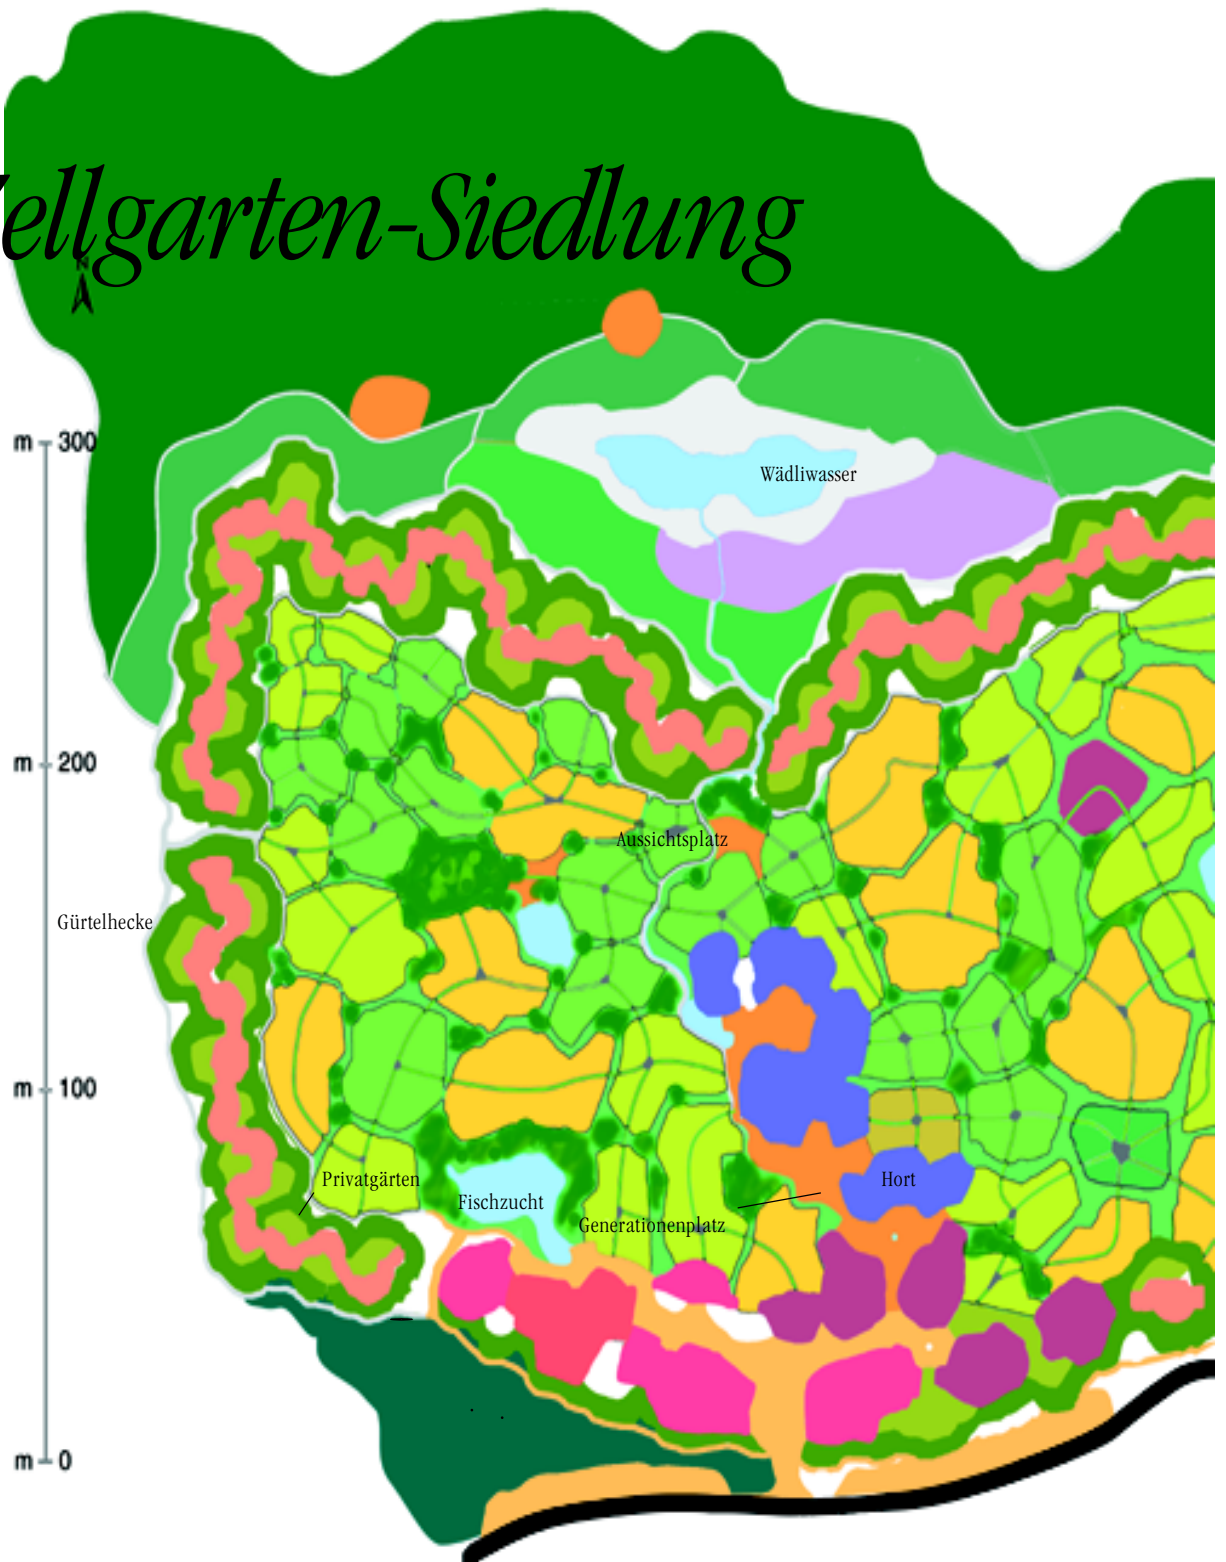 ellgarten-Siedlung
N
Wädliwasser
m 300
m 200
Aussichtsplatz
Gürtelhecke
m 100
Privatgärten
Hort
Fischzucht
Generationenplatz
m 0